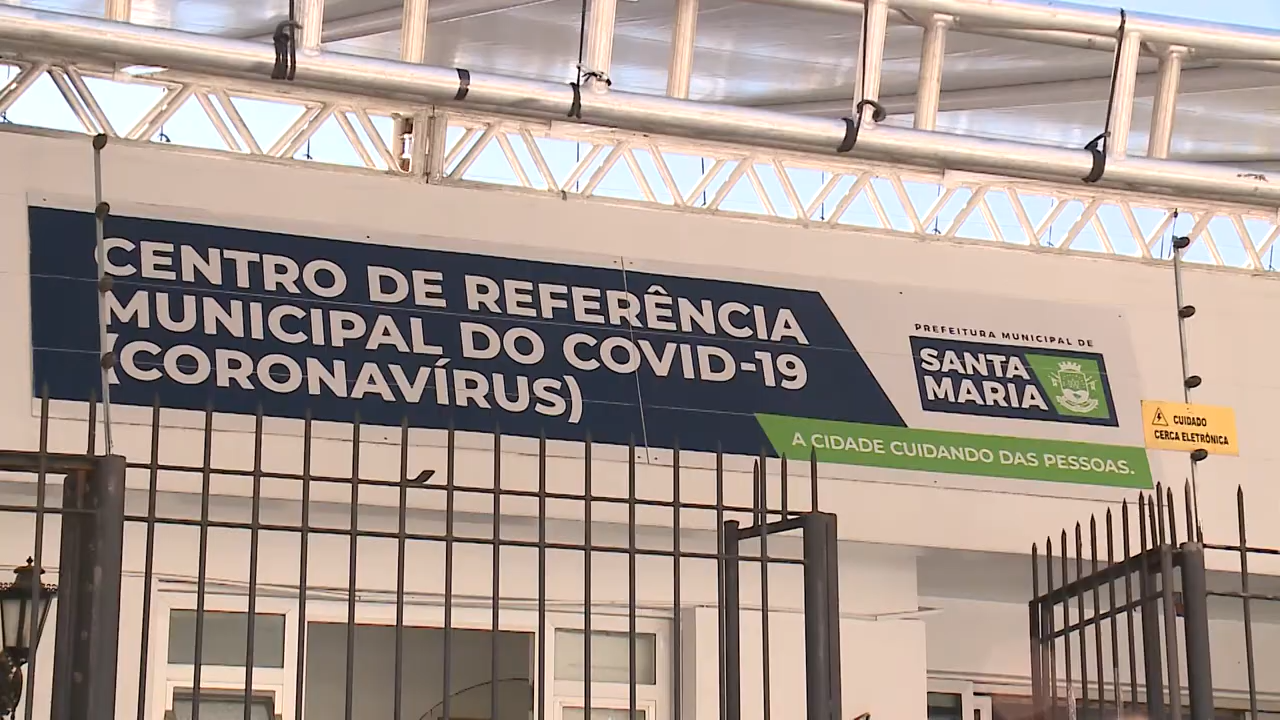 CENTRO DE REFERÊNCIA
MUNICIPAL DO COVID-19
(CORONAVÍRUS)
PREFEITURA MUNICIPAL DE
SANTA
MARIA
A CIDADE CUIDANDO DAS PESSOAS.
CUIDADO
CERCA ELETRÔNICA